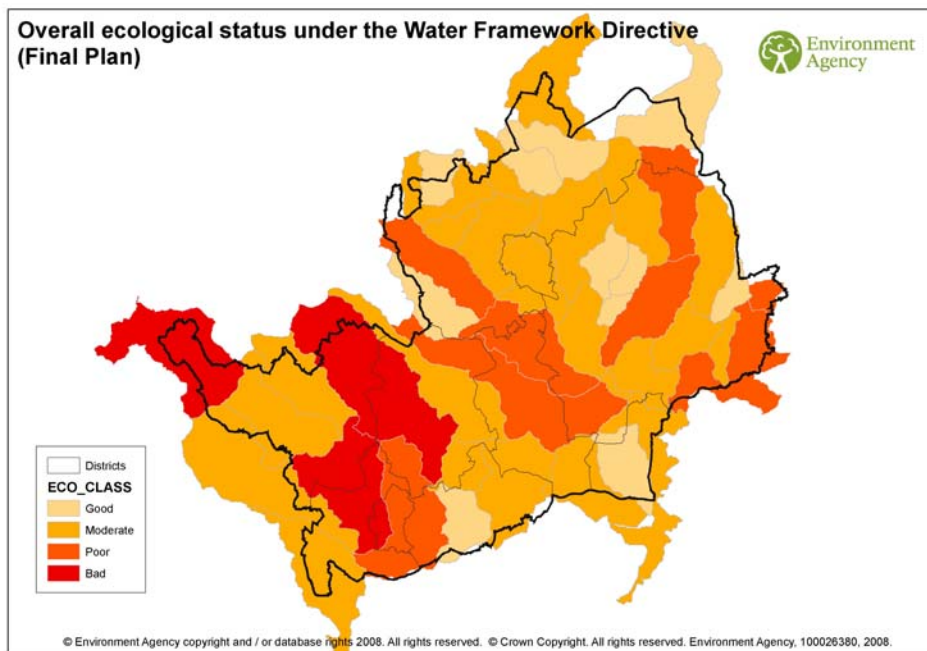 Overall ecological status under the Water Framework Directive
(Final Plan)
Environment
Agency
Districts
ECO_CLASS
Good
Moderate
Poor
Bad
© Environment Agency copyright and / or database rights 2008. All rights reserved. © Crown Copyright. All rights reserved. Environment Agency, 100026380, 2008.